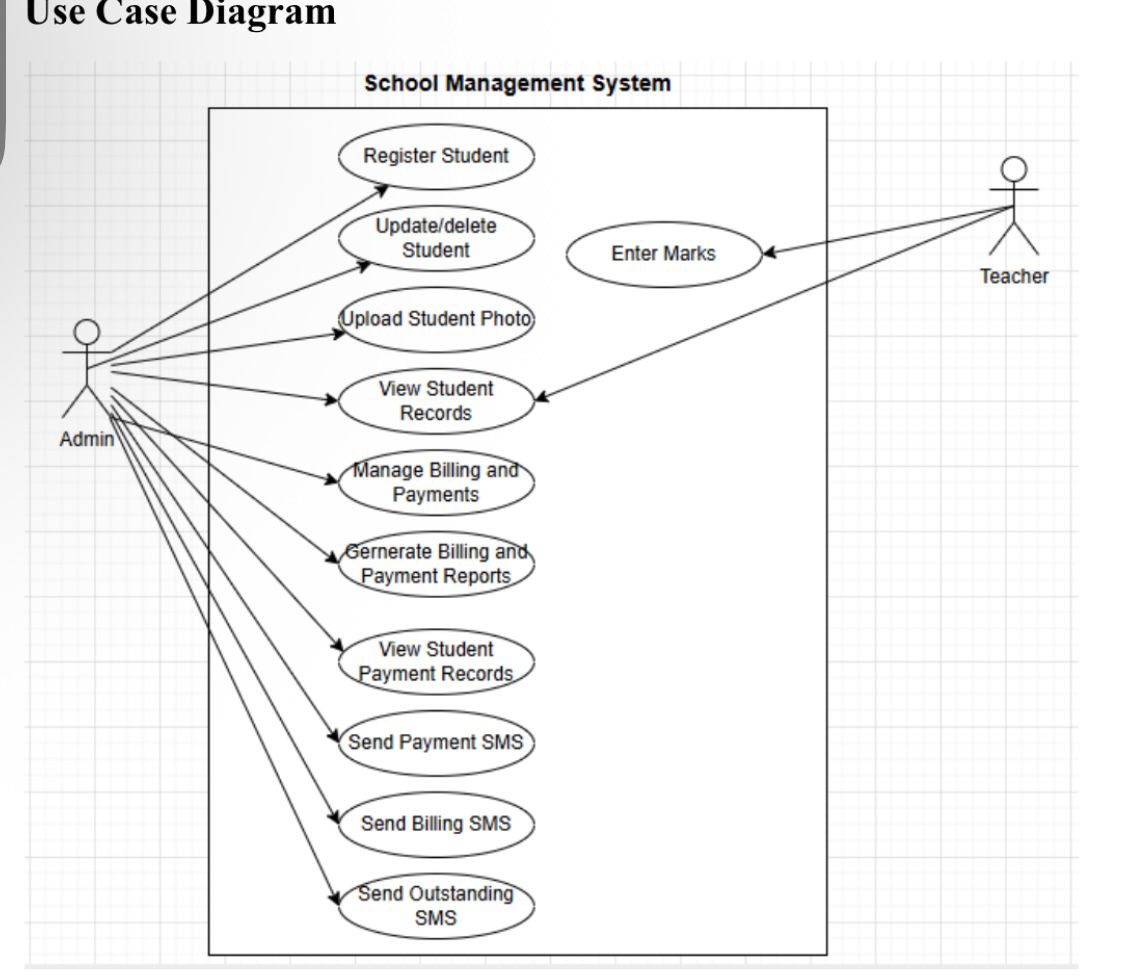 Use Case Diagram
School Management System
Register Student
Update/delete
Student
Enter Marks
Teacher
Upload Student Photo
View Student
Records
Admin
Manage Billing and
Payments
Gernerate Billing and
Payment Reports
View Student
Payment Records
Send Payment SMS
Send Billing SMS
Send Outstanding
SMS